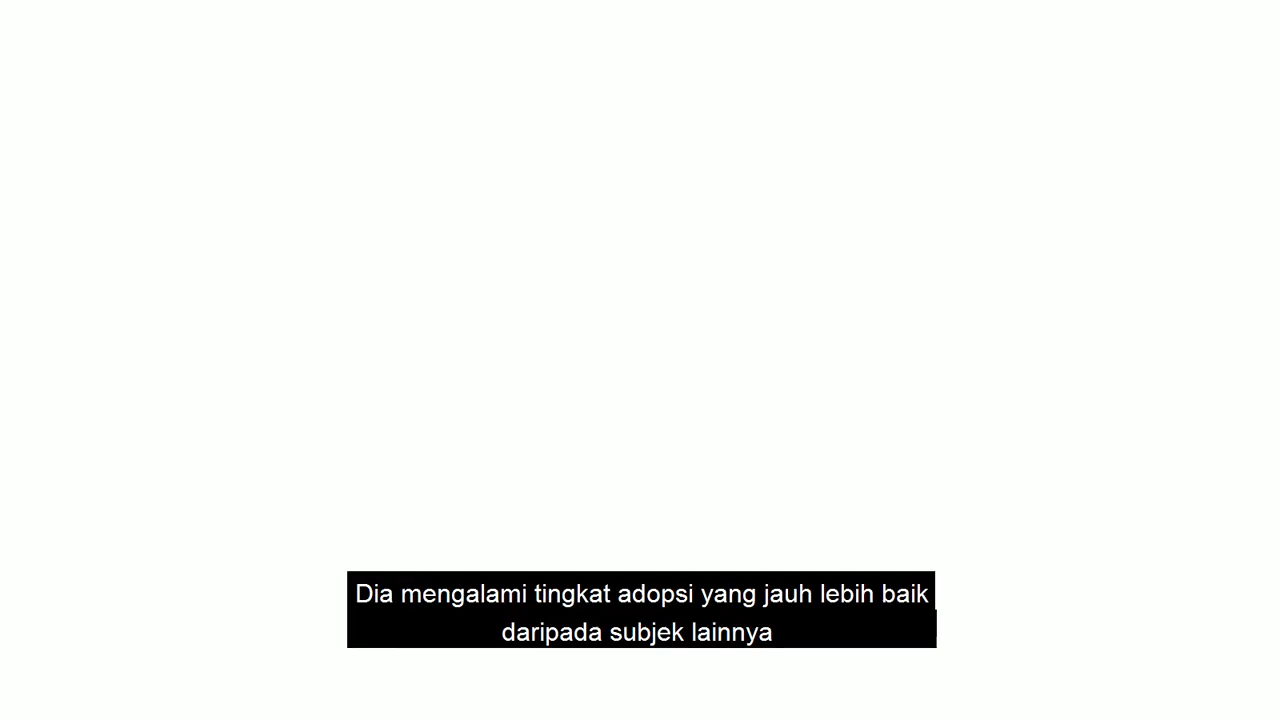 Dia mengalami tingkat adopsi yang jauh lebih baik
daripada subjek lainnya